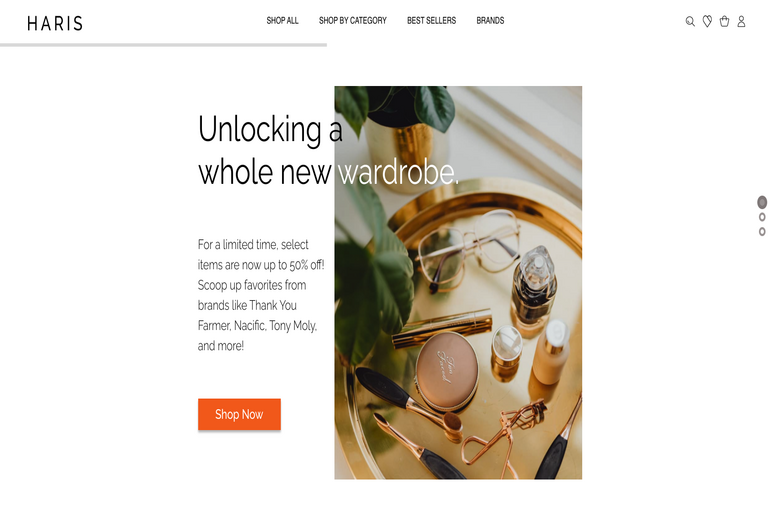 HARIS
SHOP ALL
SHOP BY CATEGORY
BEST SELLERS
BRANDS
Unlocking a
whole new wardrobe.
For a limited time, select
items are now up to 50% off!
Scoop up favorites from
brands like Thank You
Farmer, Nacific, Tony Moly,
and more!
Shop Now
Too
Faced